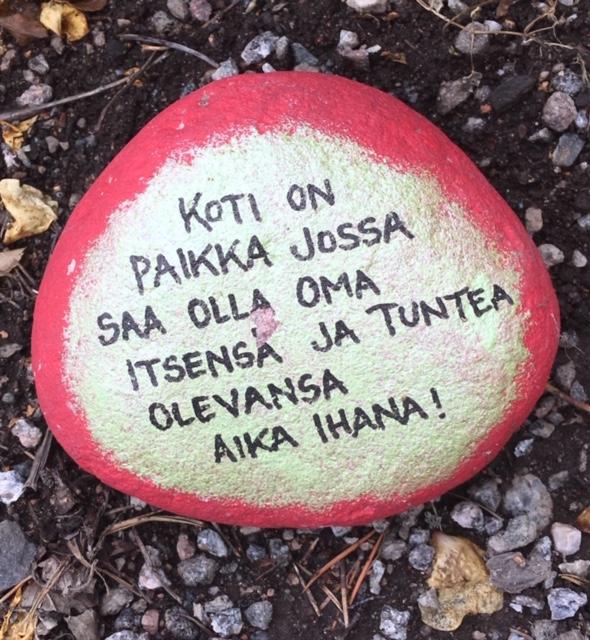 KOTI ON
PAIKKA JOSSA
SAA OLLA OMA
ITSENSÄ JA TUNTEA
OLEVANSA
AIKA IHANA!